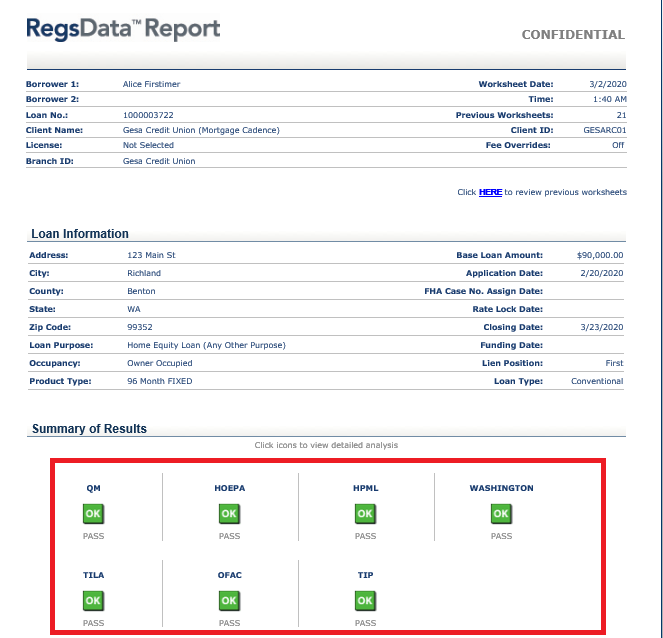 RegsData™ Report
CONFIDENTIAL
Borrower 1: Alice Firstimer Worksheet Date: 3/2/2020
Borrower 2: Time: 1:40 AM
Loan No.: 1000003722 Previous Worksheets: 21
Client Name: Gesa Credit Union (Mortgage Cadence) Client ID: GESARC01
License: Not Selected Fee Overrides: Off
Branch ID: Gesa Credit Union
Click HERE to review previous worksheets
Loan Information
Address: 123 Main St Base Loan Amount: $90,000.00
City: Richland Application Date: 2/20/2020
County: Benton FHA Case No. Assign Date:
State: WA Rate Lock Date:
Zip Code: 99352 Closing Date: 3/23/2020
Loan Purpose: Home Equity Loan (Any Other Purpose) Funding Date:
Occupancy: Owner Occupied Lien Position: First
Product Type: 96 Month FIXED Loan Type: Conventional
Summary of Results
Click icons to view detailed analysis
QM HOEPA HPML WASHINGTON
OK OK OK OK
PASS PASS PASS PASS
TILA OFAC TIP
OK OK OK
PASS PASS PASS